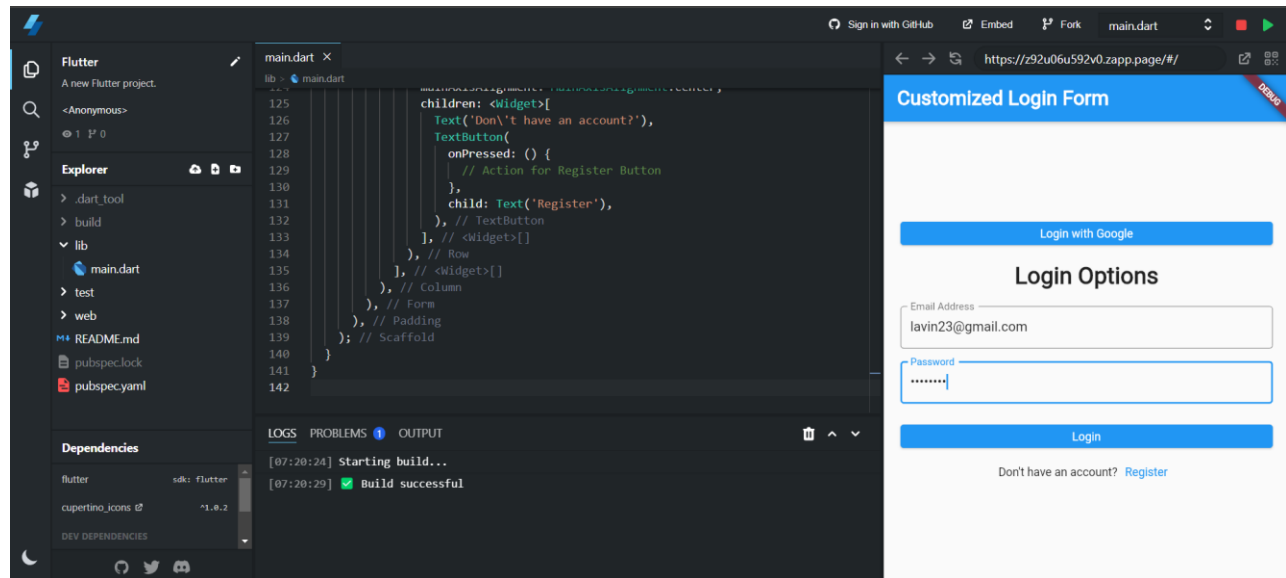 Sign in with GitHub Embed Fork main.dart
Flutter
A new Flutter project.
<Anonymous>
1 0
Explorer
.dart_tool
build
lib
main.dart
test
web
README.md
pubspec.lock
pubspec.yaml
Dependencies
flutter sdk: flutter
cupertino_icons ^1.0.2
DEV DEPENDENCIES
main.dart
lib > main.dart
124 mainAxisAlignment: MainAxisAlignment.center,
125 children: <Widget>[
126 Text('Don\'t have an account?'),
127 TextButton(
128 onPressed: () {
129 // Action for Register Button
130 },
131 child: Text('Register'),
132 ), // TextButton
133 ], // <Widget>[]
134 ), // Row
135 ], // <Widget>[]
136 ), // Column
137 ), // Form
138 ), // Padding
139 ); // Scaffold
140 }
141 }
142
LOGS PROBLEMS 1 OUTPUT
[07:20:24] Starting build...
[07:20:29] Build successful
https://z92u06u592v0.zapp.page/#/
Customized Login Form
DEBUG
Login with Google
Login Options
Email Address
lavin23@gmail.com
Password
••••••••
Login
Don't have an account? Register